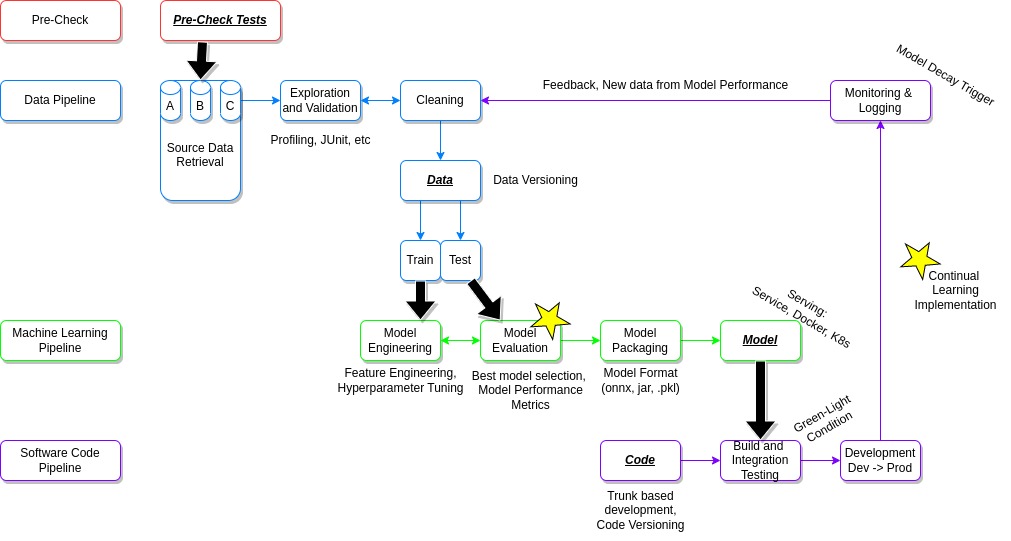 Pre-Check
Pre-Check Tests
Model Decay Trigger
Data Pipeline
A
B
C
Source Data
Retrieval
Exploration
and Validation
Profiling, JUnit, etc
Cleaning
Feedback, New data from Model Performance
Monitoring &
Logging
Data
Data Versioning
Train
Test
Continual
Learning
Implementation
Machine Learning
Pipeline
Model
Engineering
Feature Engineering,
Hyperparameter Tuning
Model
Evaluation
Best model selection,
Model Performance
Metrics
Model
Packaging
Model Format
(onnx, jar, .pkl)
Model
Serving:
Service, Docker, K8s
Software Code
Pipeline
Code
Trunk based
development,
Code Versioning
Build and
Integration
Testing
Green-Light
Condition
Development
Dev -> Prod